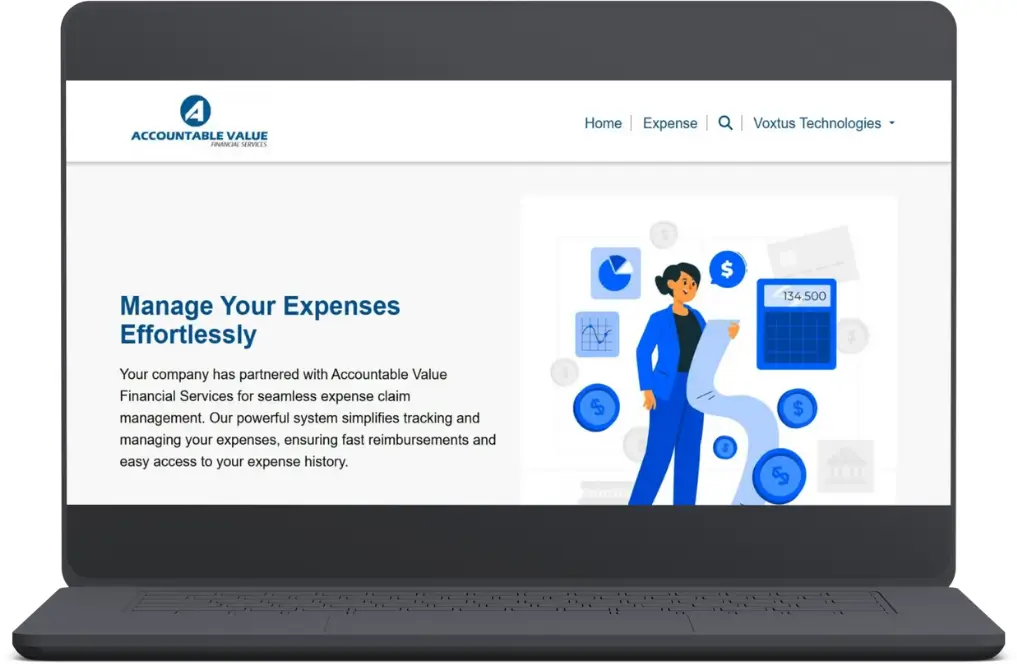 A
ACCOUNTABLE VALUE
FINANCIAL SERVICES
Home
Expense
Voxtus Technologies
Manage Your Expenses
Effortlessly
Your company has partnered with Accountable Value
Financial Services for seamless expense claim
management. Our powerful system simplifies tracking and
managing your expenses, ensuring fast reimbursements and
easy access to your expense history.
$
$
134.500
$
$
$
$
$